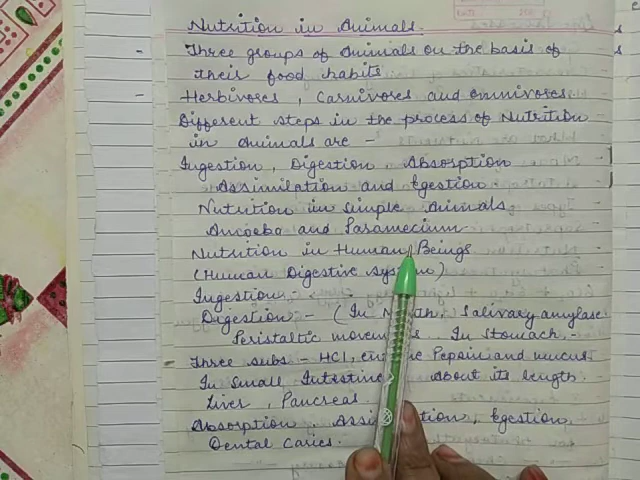 Nutrition in Animals.
Three groups of Animals on the basis of
their food habits
Herbivores, Carnivores and omnivores.
Different steps in the process of Nutrition
in Animals are -
Ingestion, Digestion, Absorption
Assimilation and Egestion.
Nutrition in simple Animals
Amoeba and Paramecium
Nutrition in Human Beings
(Human Digestive System)
Ingestion
Digestion - (In Mouth, Salivary amylase
Peristaltic movements In Stomach, -
Three subs - HCl, enzyme Pepsin and mucus.
In Small Intestine About its length.
Liver, Pancreas
Absorption, Assimilation, Egestion,
Dental Caries.